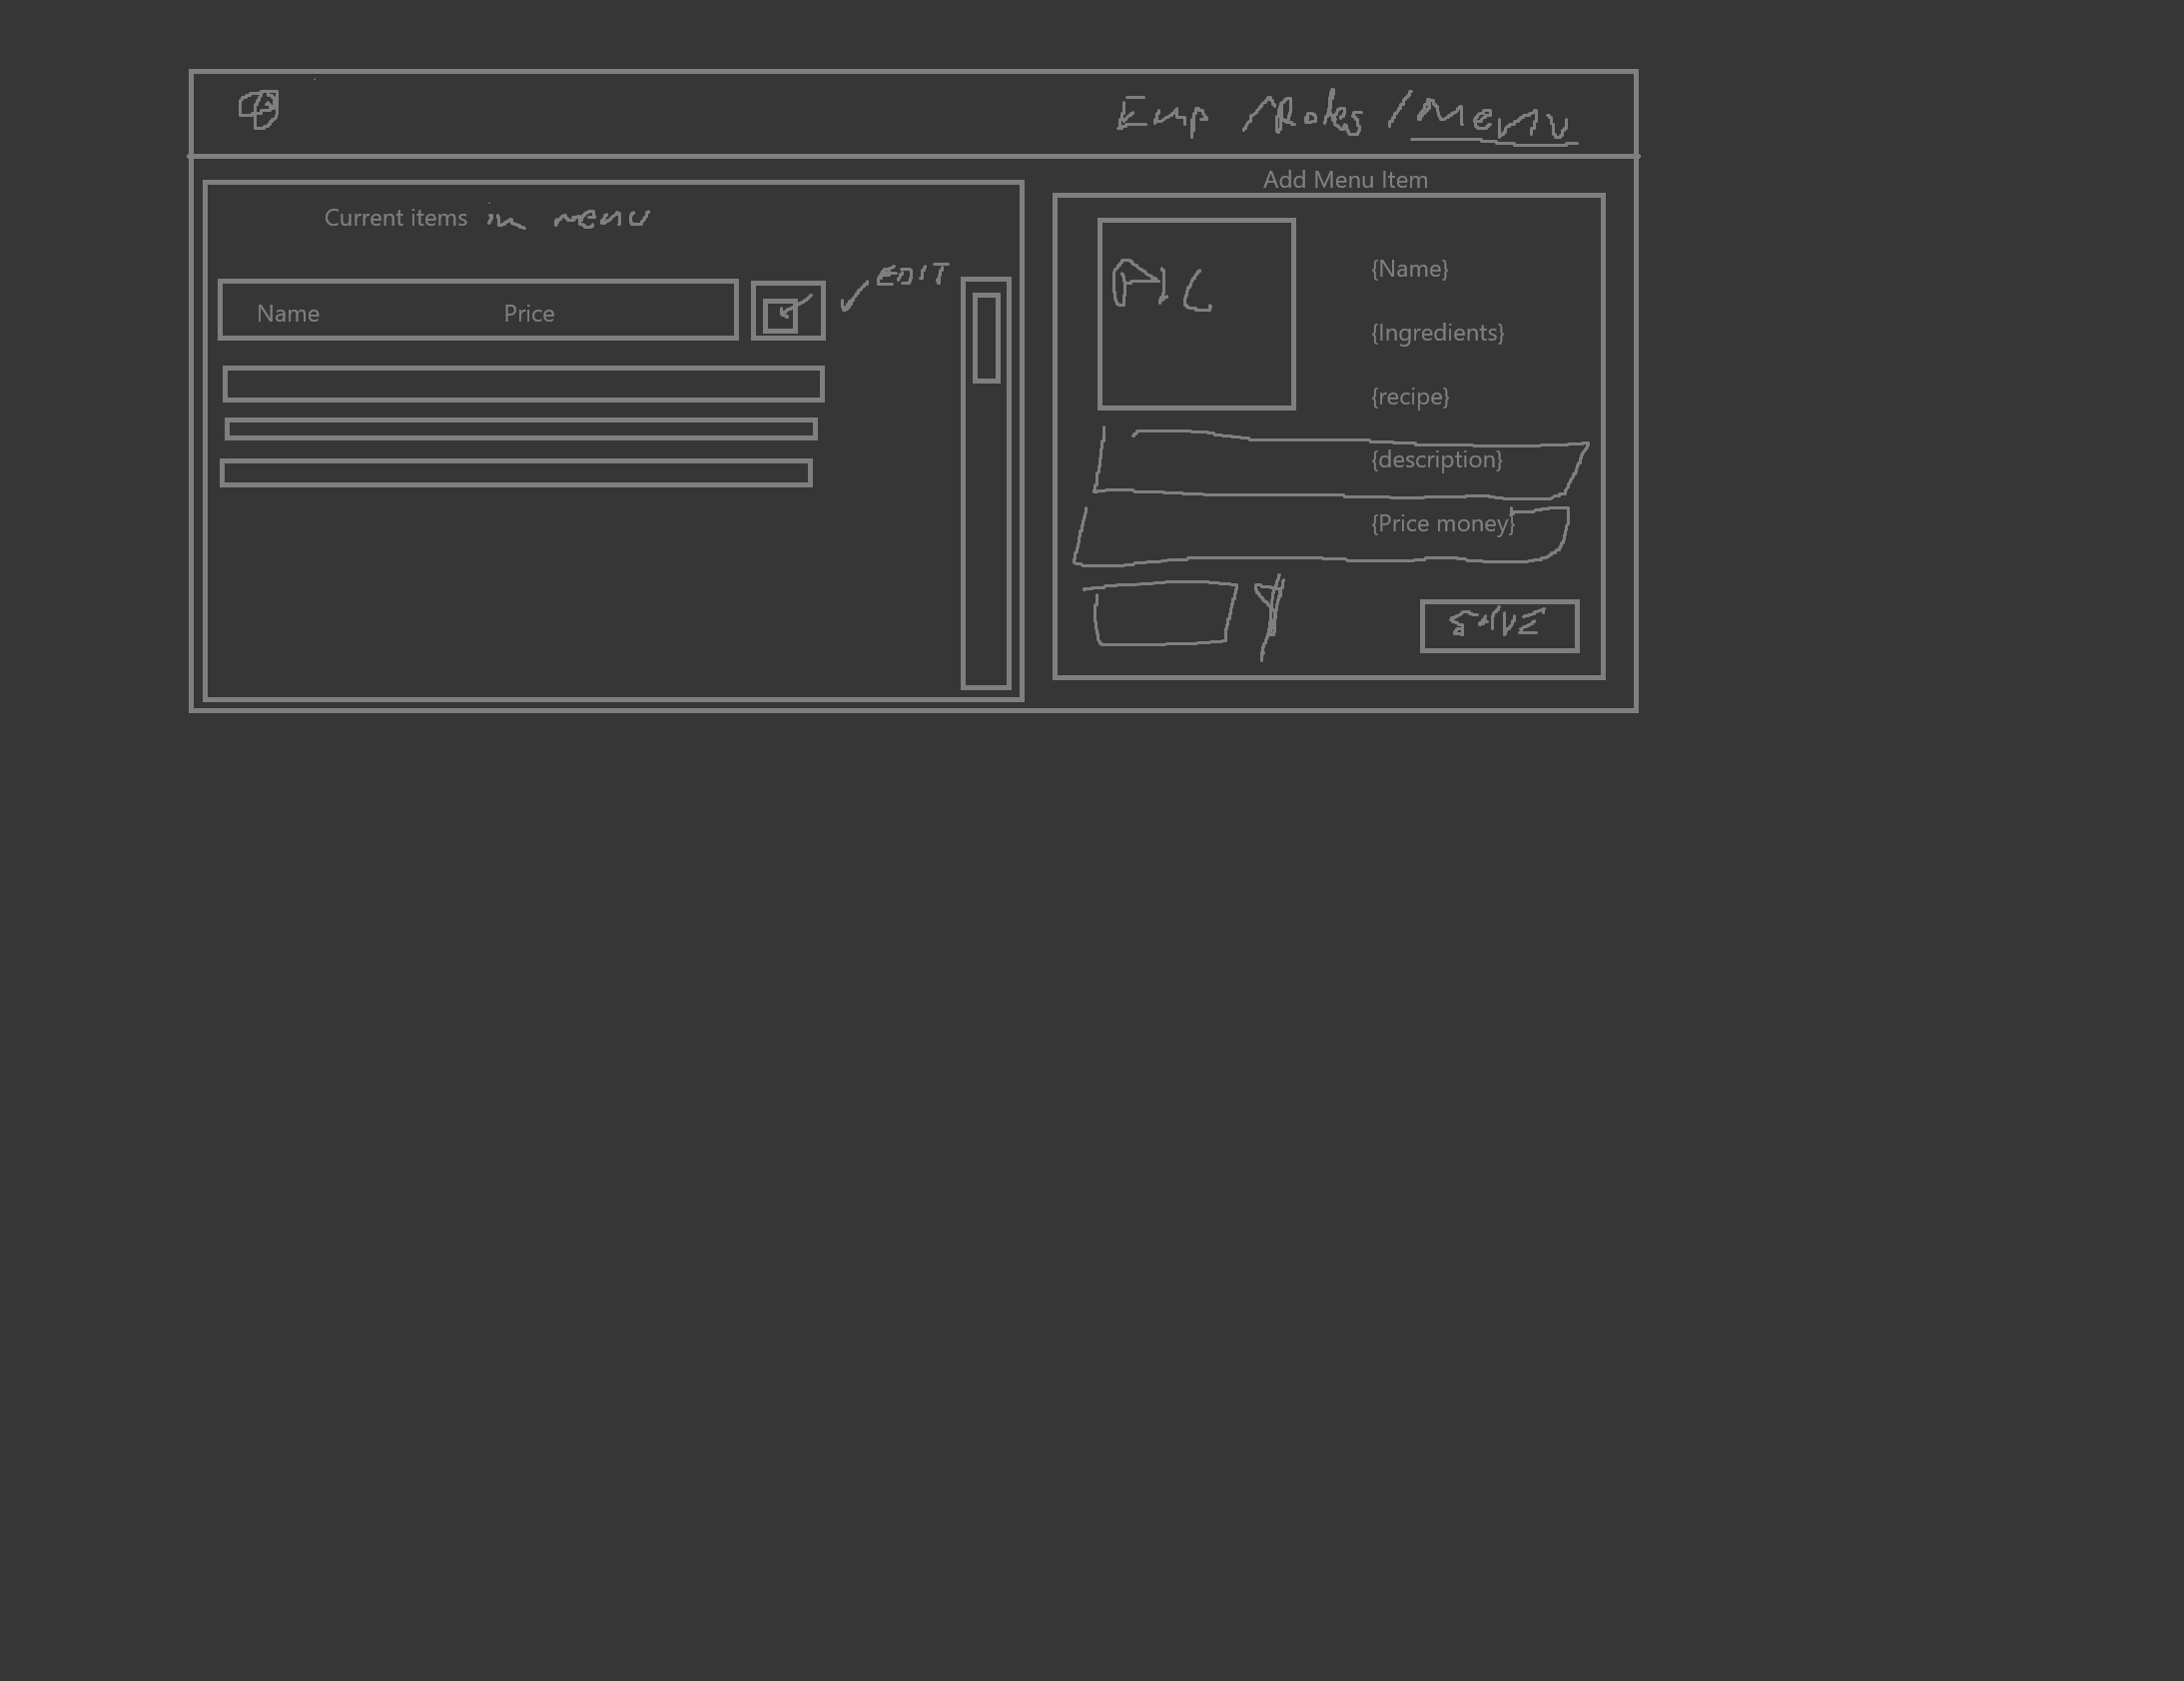 Emp Notes / Menu
Add Menu Item
Current items in menu
EDIT
Name Price
PIC
{Name}
{Ingredients}
{recipe}
{description}
{Price money}
SAVE